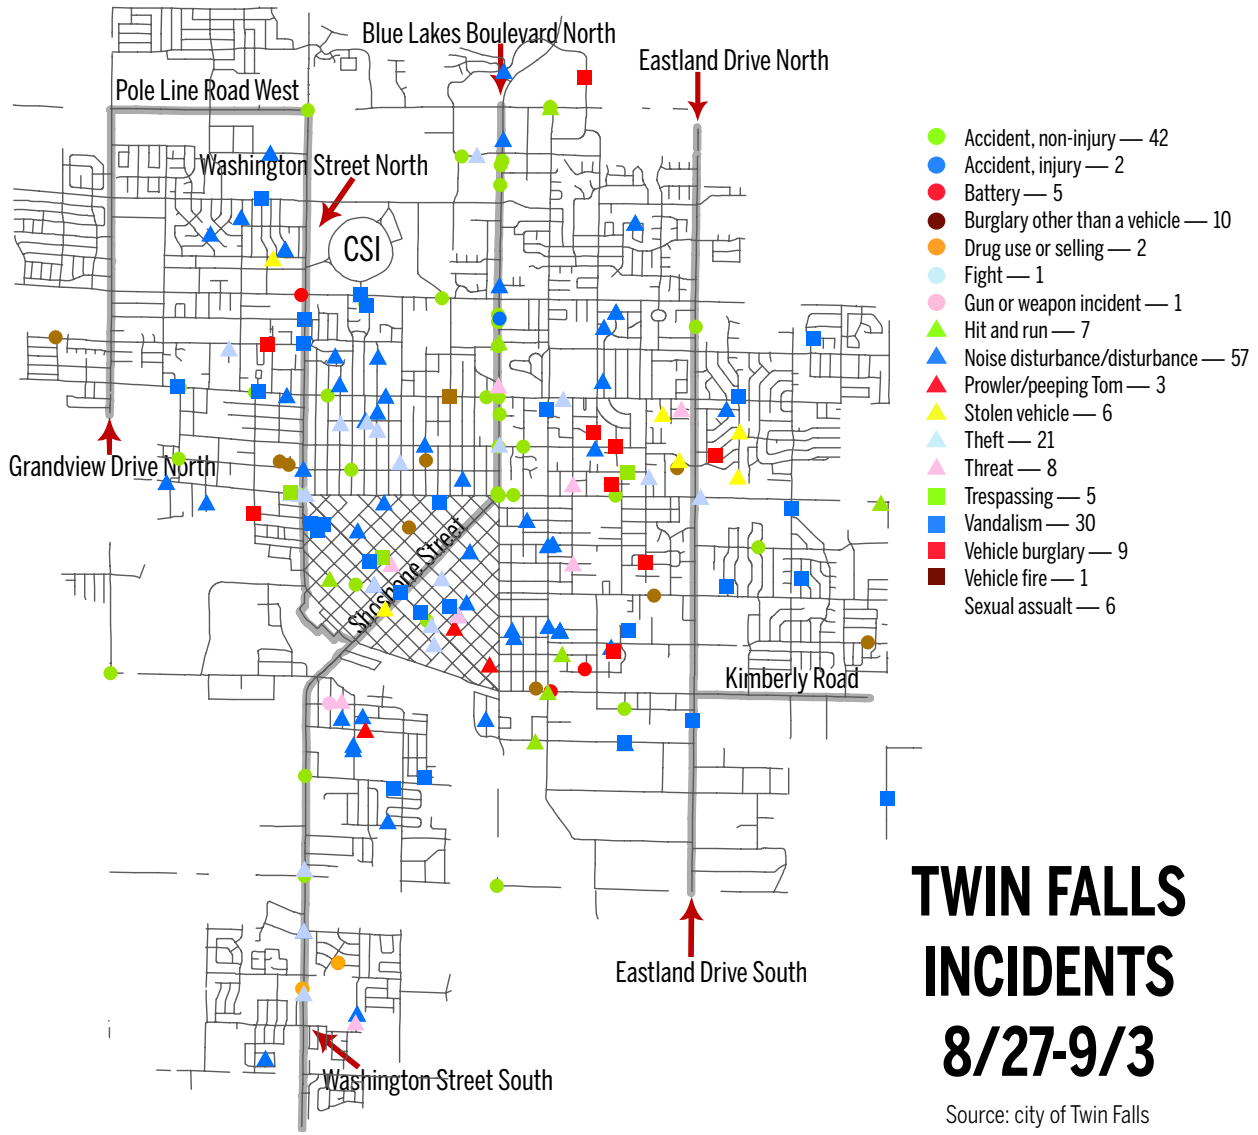 Blue Lakes Boulevard North
Eastland Drive North
Pole Line Road West
Washington Street North
CSI
Grandview Drive North
Shoshone Street
Kimberly Road
Eastland Drive South
Washington Street South
Accident, non-injury — 42
Accident, injury — 2
Battery — 5
Burglary other than a vehicle — 10
Drug use or selling — 2
Fight — 1
Gun or weapon incident — 1
Hit and run — 7
Noise disturbance/disturbance — 57
Prowler/peeping Tom — 3
Stolen vehicle — 6
Theft — 21
Threat — 8
Trespassing — 5
Vandalism — 30
Vehicle burglary — 9
Vehicle fire — 1
Sexual assualt — 6
TWIN FALLS
INCIDENTS
8/27-9/3
Source: city of Twin Falls